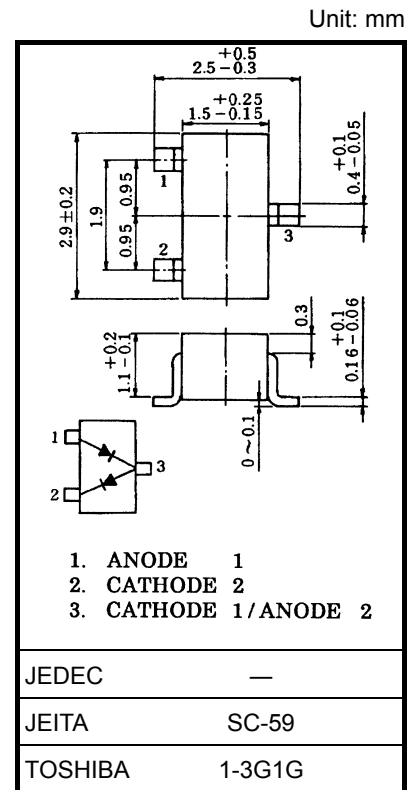 Unit: mm
+0.5
2.5 – 0.3
+0.25
1.5 – 0.15
2.9 ± 0.2
1.9
0.95
0.95
1
2
3
+0.1
0.4 – 0.05
+0.2
1.1 – 0.1
0.3
+0.1
0.16 – 0.06
0 ~ 0.1
1
2
3
1. ANODE 1
2. CATHODE 2
3. CATHODE 1/ANODE 2
JEDEC —
JEITA SC-59
TOSHIBA 1-3G1G